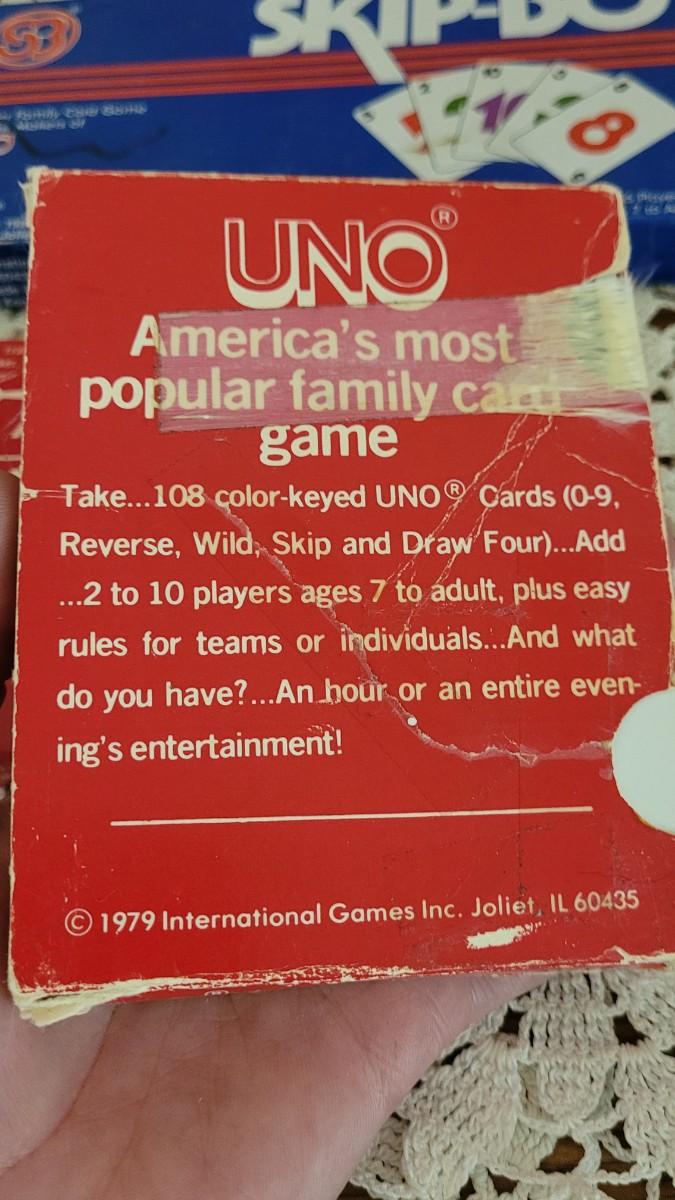 SKIP-BO
10
8
UNO®
America's most
popular family card
game
Take...108 color-keyed UNO® Cards (0-9,
Reverse, Wild, Skip and Draw Four)...Add
...2 to 10 players ages 7 to adult, plus easy
rules for teams or individuals...And what
do you have?...An hour or an entire even-
ing's entertainment!
© 1979 International Games Inc. Joliet, IL 60435